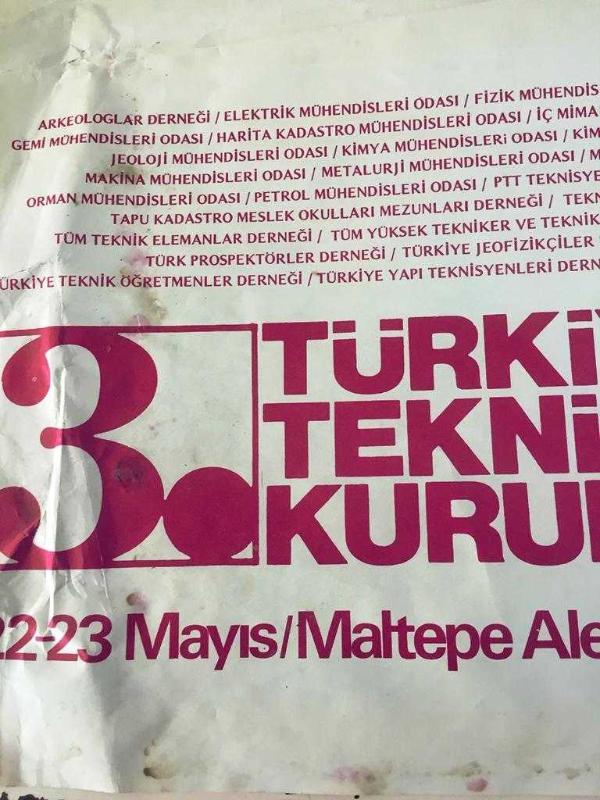 ARKEOLOGLAR DERNEĞİ / ELEKTRİK MÜHENDİSLERİ ODASI / FİZİK MÜHENDİS
GEMİ MÜHENDİSLERİ ODASI / HARİTA KADASTRO MÜHENDİSLERİ ODASI / İÇ MİMA
JEOLOJİ MÜHENDİSLERİ ODASI / KİMYA MÜHENDİSLERİ ODASI / KİM
MAKİNA MÜHENDİSLERİ ODASI / METALURJİ MÜHENDİSLERİ ODASI / M
ORMAN MÜHENDİSLERİ ODASI / PETROL MÜHENDİSLERİ ODASI / PTT TEKNİSYE
TAPU KADASTRO MESLEK OKULLARI MEZUNLARI DERNEĞİ / TEKN
TÜM TEKNİK ELEMANLAR DERNEĞİ / TÜM YÜKSEK TEKNİKER VE TEKNİK
TÜRK PROSPEKTÖRLER DERNEĞİ / TÜRKİYE JEOFİZİKÇİLER
ÜRKİYE TEKNİK ÖĞRETMENLER DERNEĞİ / TÜRKİYE YAPI TEKNİSYENLERİ DERN
3. TÜRKİY
TEKNİ
KURUL
22-23 Mayıs/Maltepe Ale